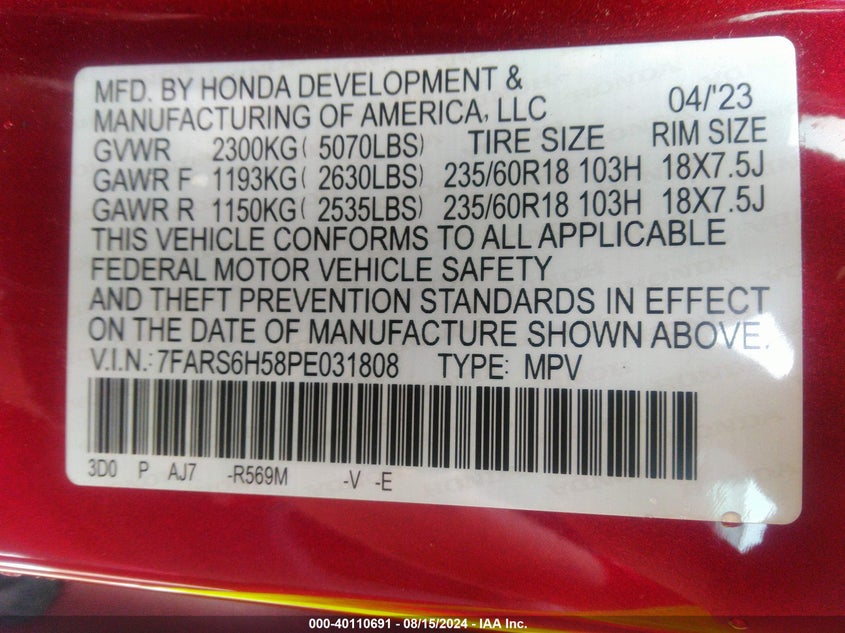 MFD. BY HONDA DEVELOPMENT &
MANUFACTURING OF AMERICA, LLC 04/'23
GVWR 2300KG( 5070LBS) TIRE SIZE RIM SIZE
GAWR F 1193KG( 2630LBS) 235/60R18 103H 18X7.5J
GAWR R 1150KG( 2535LBS) 235/60R18 103H 18X7.5J
THIS VEHICLE CONFORMS TO ALL APPLICABLE
FEDERAL MOTOR VEHICLE SAFETY
AND THEFT PREVENTION STANDARDS IN EFFECT
ON THE DATE OF MANUFACTURE SHOWN ABOVE.
V.I.N.: 7FARS6H58PE031808 TYPE: MPV
3D0 P AJ7 -R569M -V -E
000-40110691 - 08/15/2024 - IAA Inc.